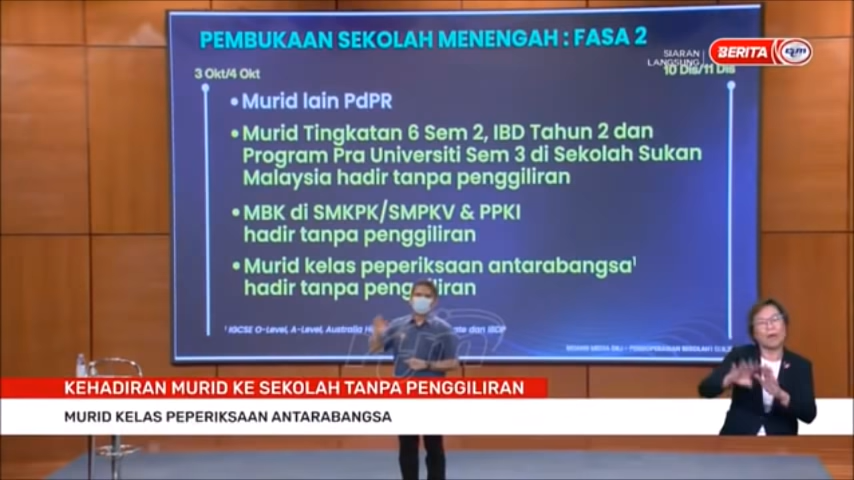 PEMBUKAAN SEKOLAH MENENGAH : FASA 2
SIARAN
LANGSUNG
BERITA
3 Okt/4 Okt
10 Dis/11 Dis
• Murid lain PdPR
• Murid Tingkatan 6 Sem 2, IBD Tahun 2 dan
Program Pra Universiti Sem 3 di Sekolah Sukan
Malaysia hadir tanpa penggiliran
• MBK di SMKPK/SMPKV & PPKI
hadir tanpa penggiliran
• Murid kelas peperiksaan antarabangsa¹
hadir tanpa penggiliran
¹ IGCSE O-Level, A-Level, Australia
dan IBDP
KEHADIRAN MURID KE SEKOLAH TANPA PENGGILIRAN
MURID KELAS PEPERIKSAAN ANTARABANGSA